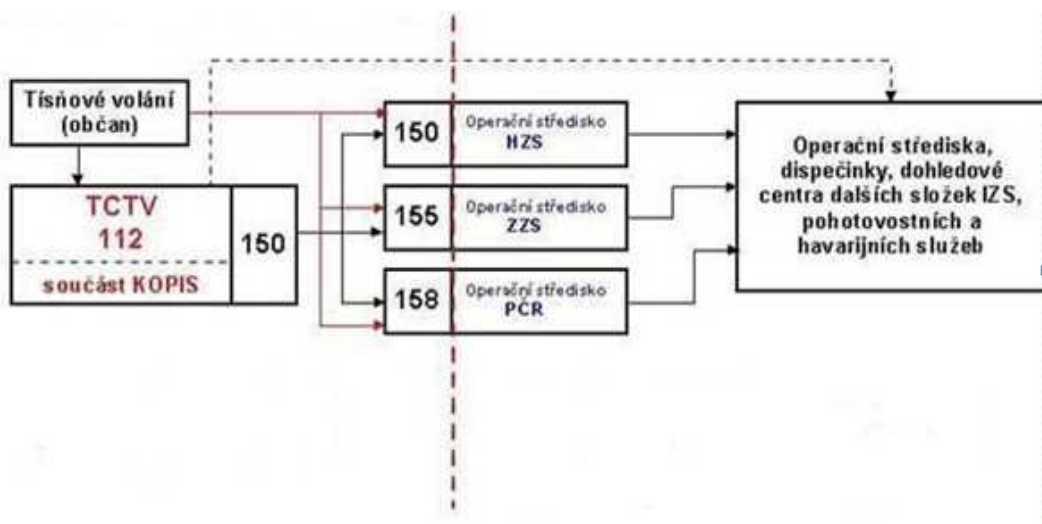 Tísňové volání
(občan)
TCTV
112
součást KOPIS
150
150
Operační středisko
HZS
155
Operační středisko
ZZS
158
Operační středisko
PČR
Operační střediska,
dispečinky, dohledové
centra dalších složek IZS,
pohotovostních a
havarijních služeb